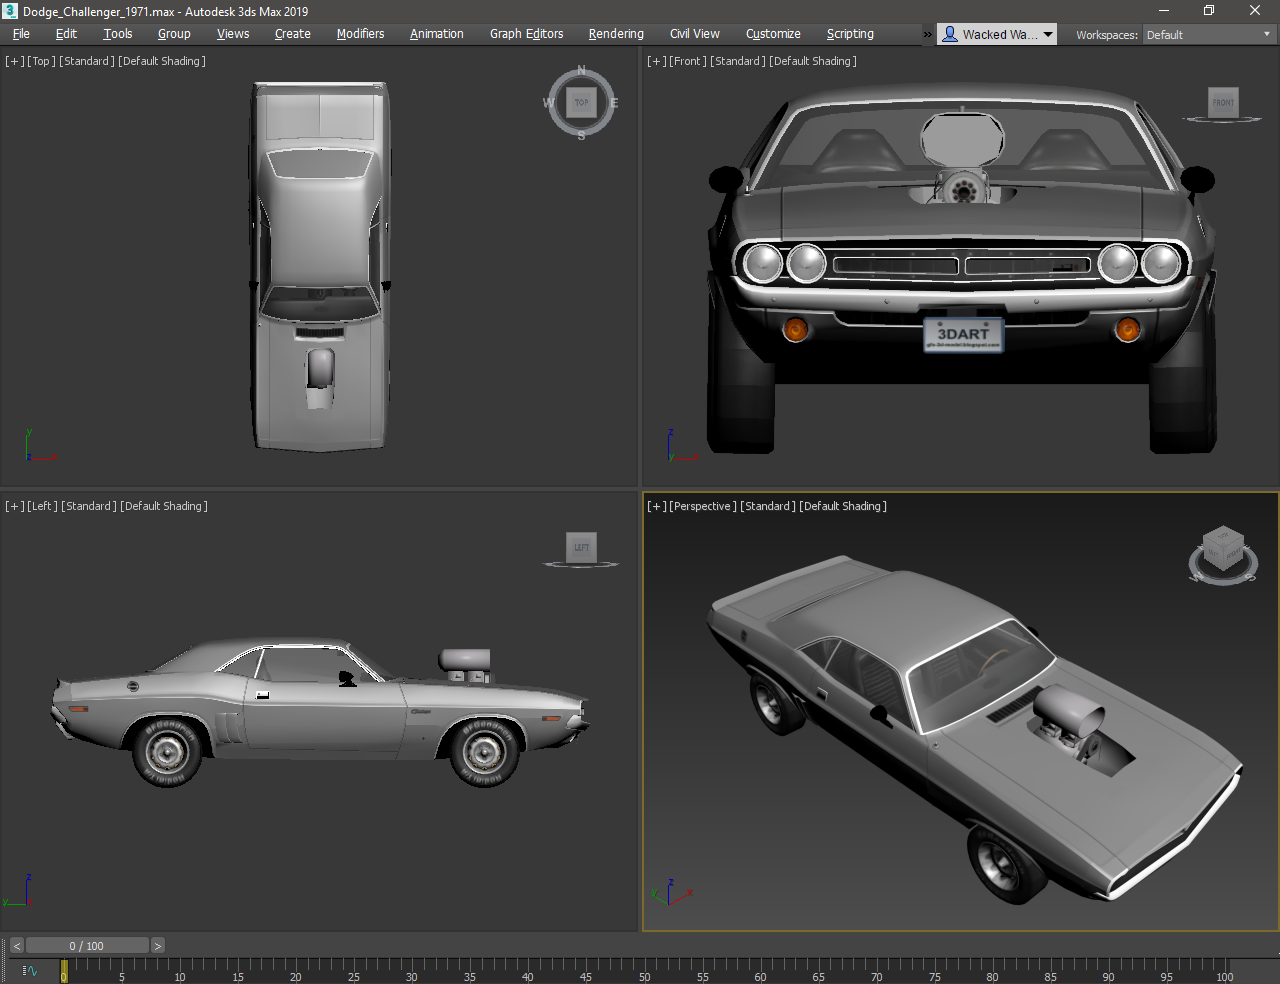 Dodge_Challenger_1971.max - Autodesk 3ds Max 2019
File Edit Tools Group Views Create Modifiers Animation Graph Editors Rendering Civil View Customize Scripting » Wacked Wa... Workspaces: Default
[+] [Top] [Standard] [Default Shading]
N
W TOP E
S
y
z x
[+] [Front] [Standard] [Default Shading]
FRONT
3DART
z
y x
[+] [Left] [Standard] [Default Shading]
LEFT
z
y x
[+] [Perspective] [Standard] [Default Shading]
W S
z
y x
< 0 / 100 >
0 5 10 15 20 25 30 35 40 45 50 55 60 65 70 75 80 85 90 95 100